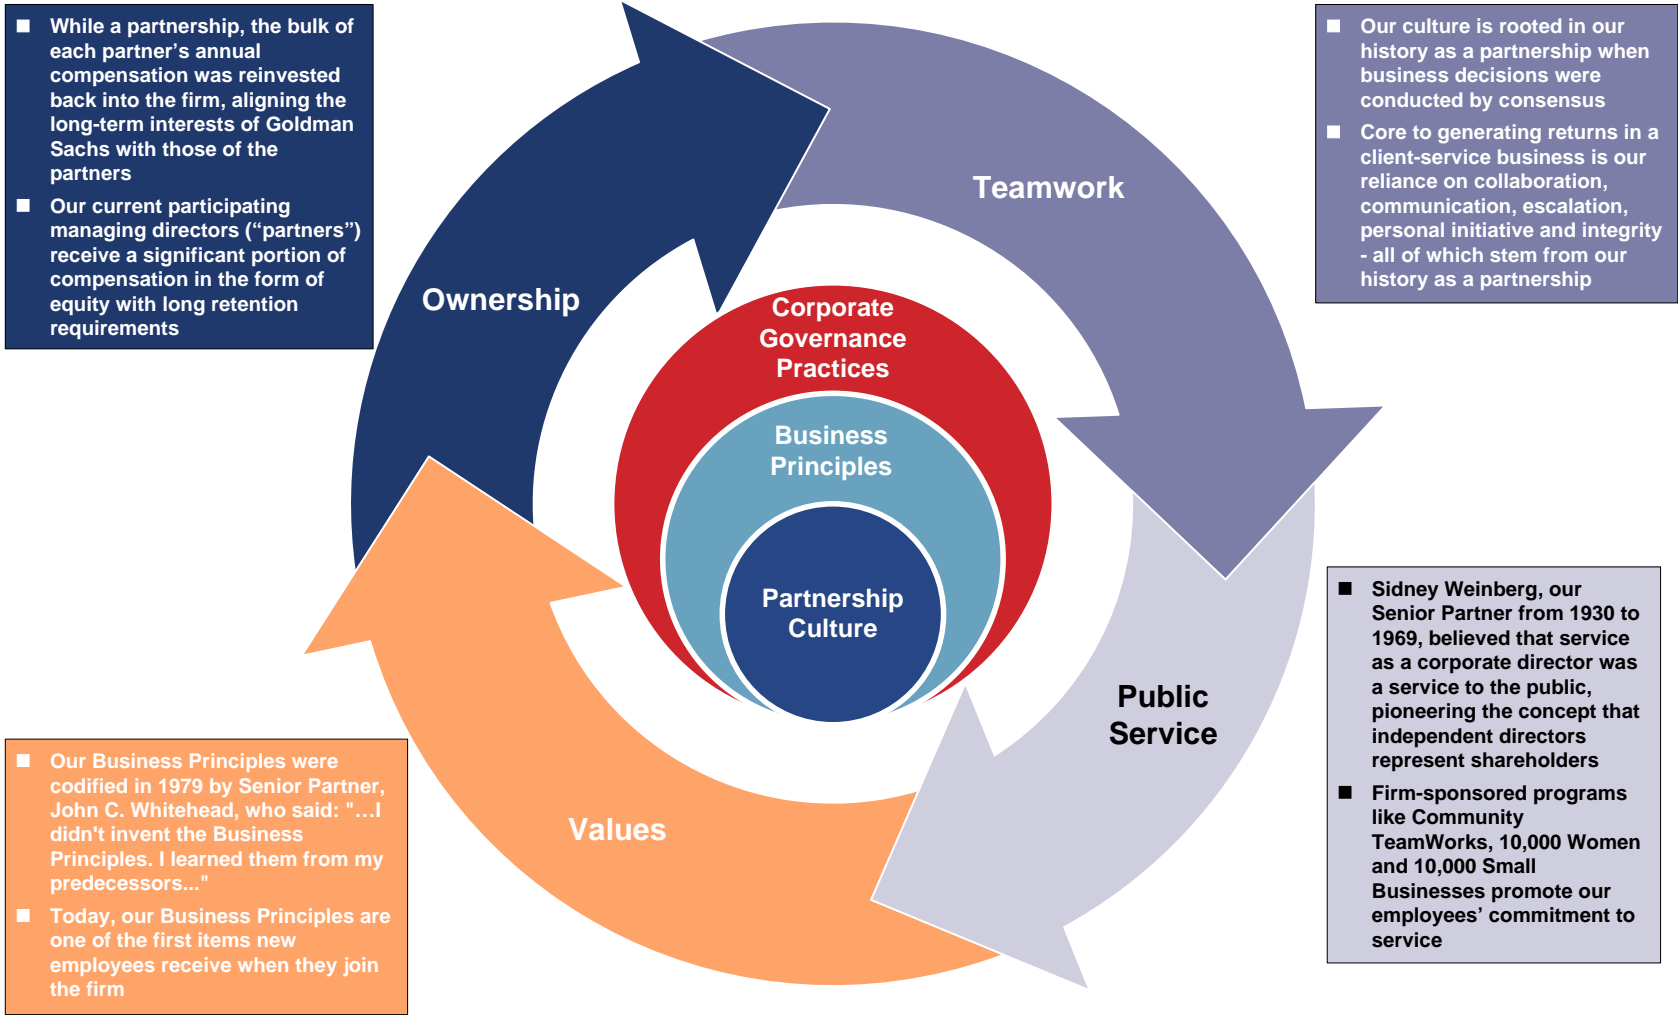 ■ While a partnership, the bulk of
each partner’s annual
compensation was reinvested
back into the firm, aligning the
long-term interests of Goldman
Sachs with those of the
partners
■ Our current participating
managing directors (“partners”)
receive a significant portion of
compensation in the form of
equity with long retention
requirements
■ Our culture is rooted in our
history as a partnership when
business decisions were
conducted by consensus
■ Core to generating returns in a
client-service business is our
reliance on collaboration,
communication, escalation,
personal initiative and integrity
- all of which stem from our
history as a partnership
Teamwork
Ownership
Corporate
Governance
Practices
Business
Principles
Partnership
Culture
Public
Service
Values
■ Sidney Weinberg, our
Senior Partner from 1930 to
1969, believed that service
as a corporate director was
a service to the public,
pioneering the concept that
independent directors
represent shareholders
■ Firm-sponsored programs
like Community
TeamWorks, 10,000 Women
and 10,000 Small
Businesses promote our
employees’ commitment to
service
■ Our Business Principles were
codified in 1979 by Senior Partner,
John C. Whitehead, who said: "…I
didn't invent the Business
Principles. I learned them from my
predecessors..."
■ Today, our Business Principles are
one of the first items new
employees receive when they join
the firm